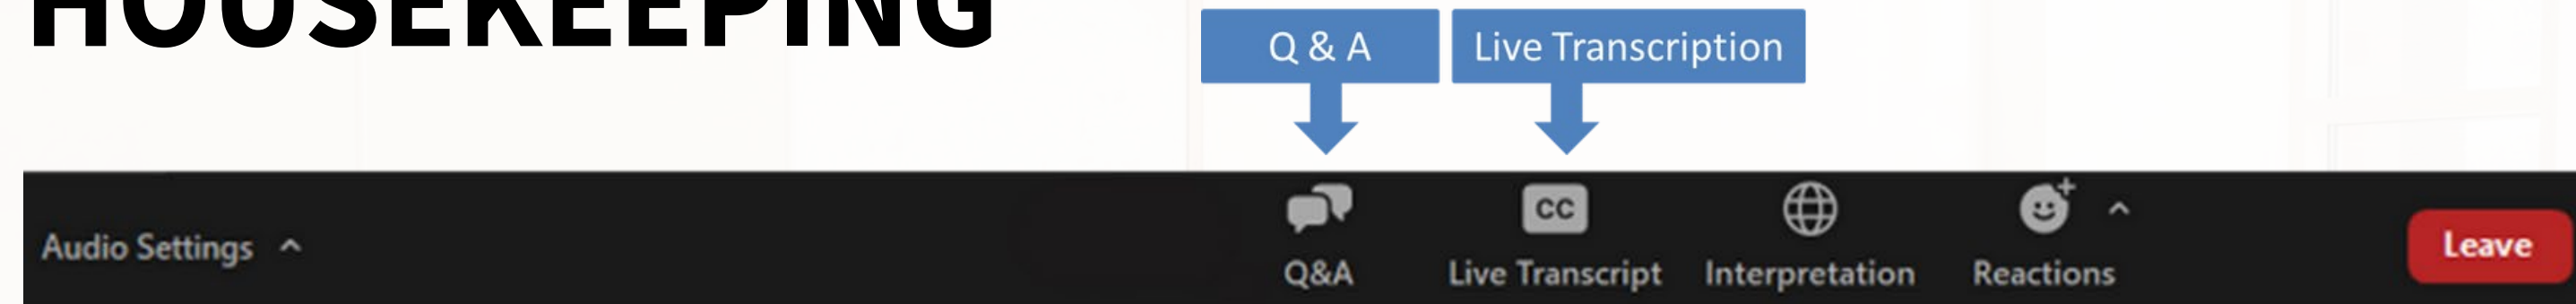 HOUSEKEEPING
Q & A
Live Transcription
Audio Settings
CC
Q&A
Live Transcript
Interpretation
Reactions
Leave